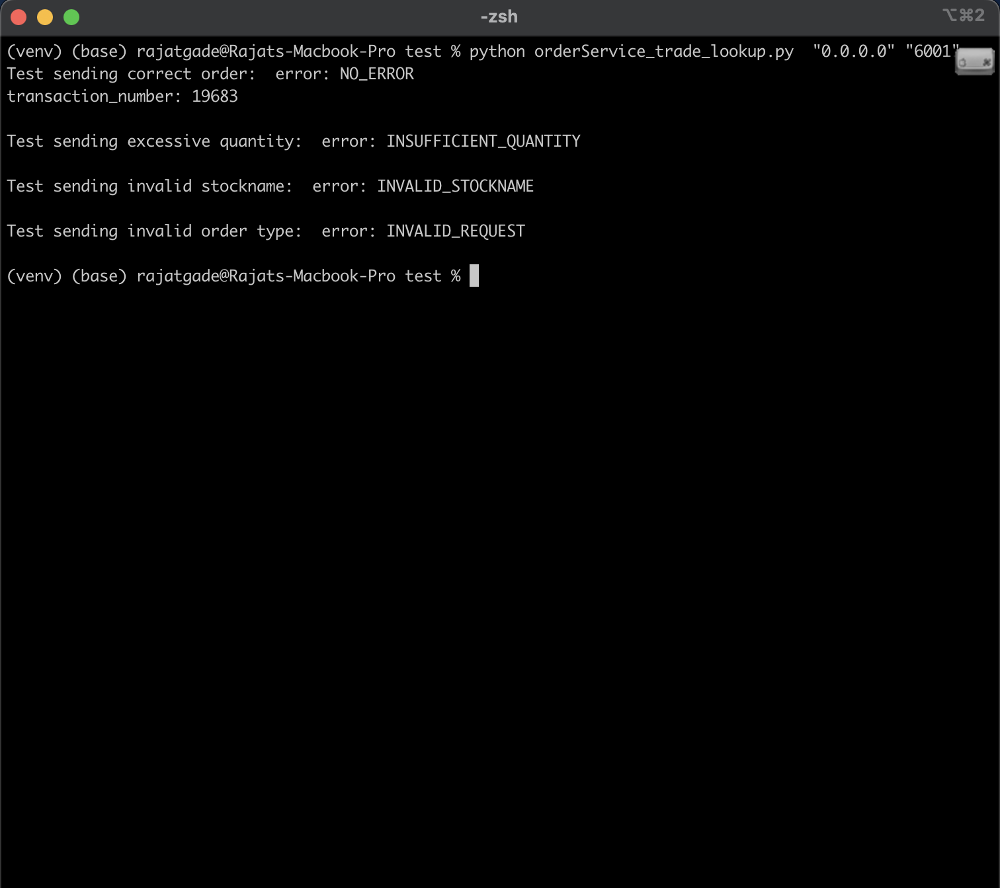 -zsh
⌥⌘2
(venv) (base) rajatgade@Rajats-Macbook-Pro test % python orderService_trade_lookup.py  "0.0.0.0" "6001"
Test sending correct order:  error: NO_ERROR
transaction_number: 19683
Test sending excessive quantity:  error: INSUFFICIENT_QUANTITY
Test sending invalid stockname:  error: INVALID_STOCKNAME
Test sending invalid order type:  error: INVALID_REQUEST
(venv) (base) rajatgade@Rajats-Macbook-Pro test %